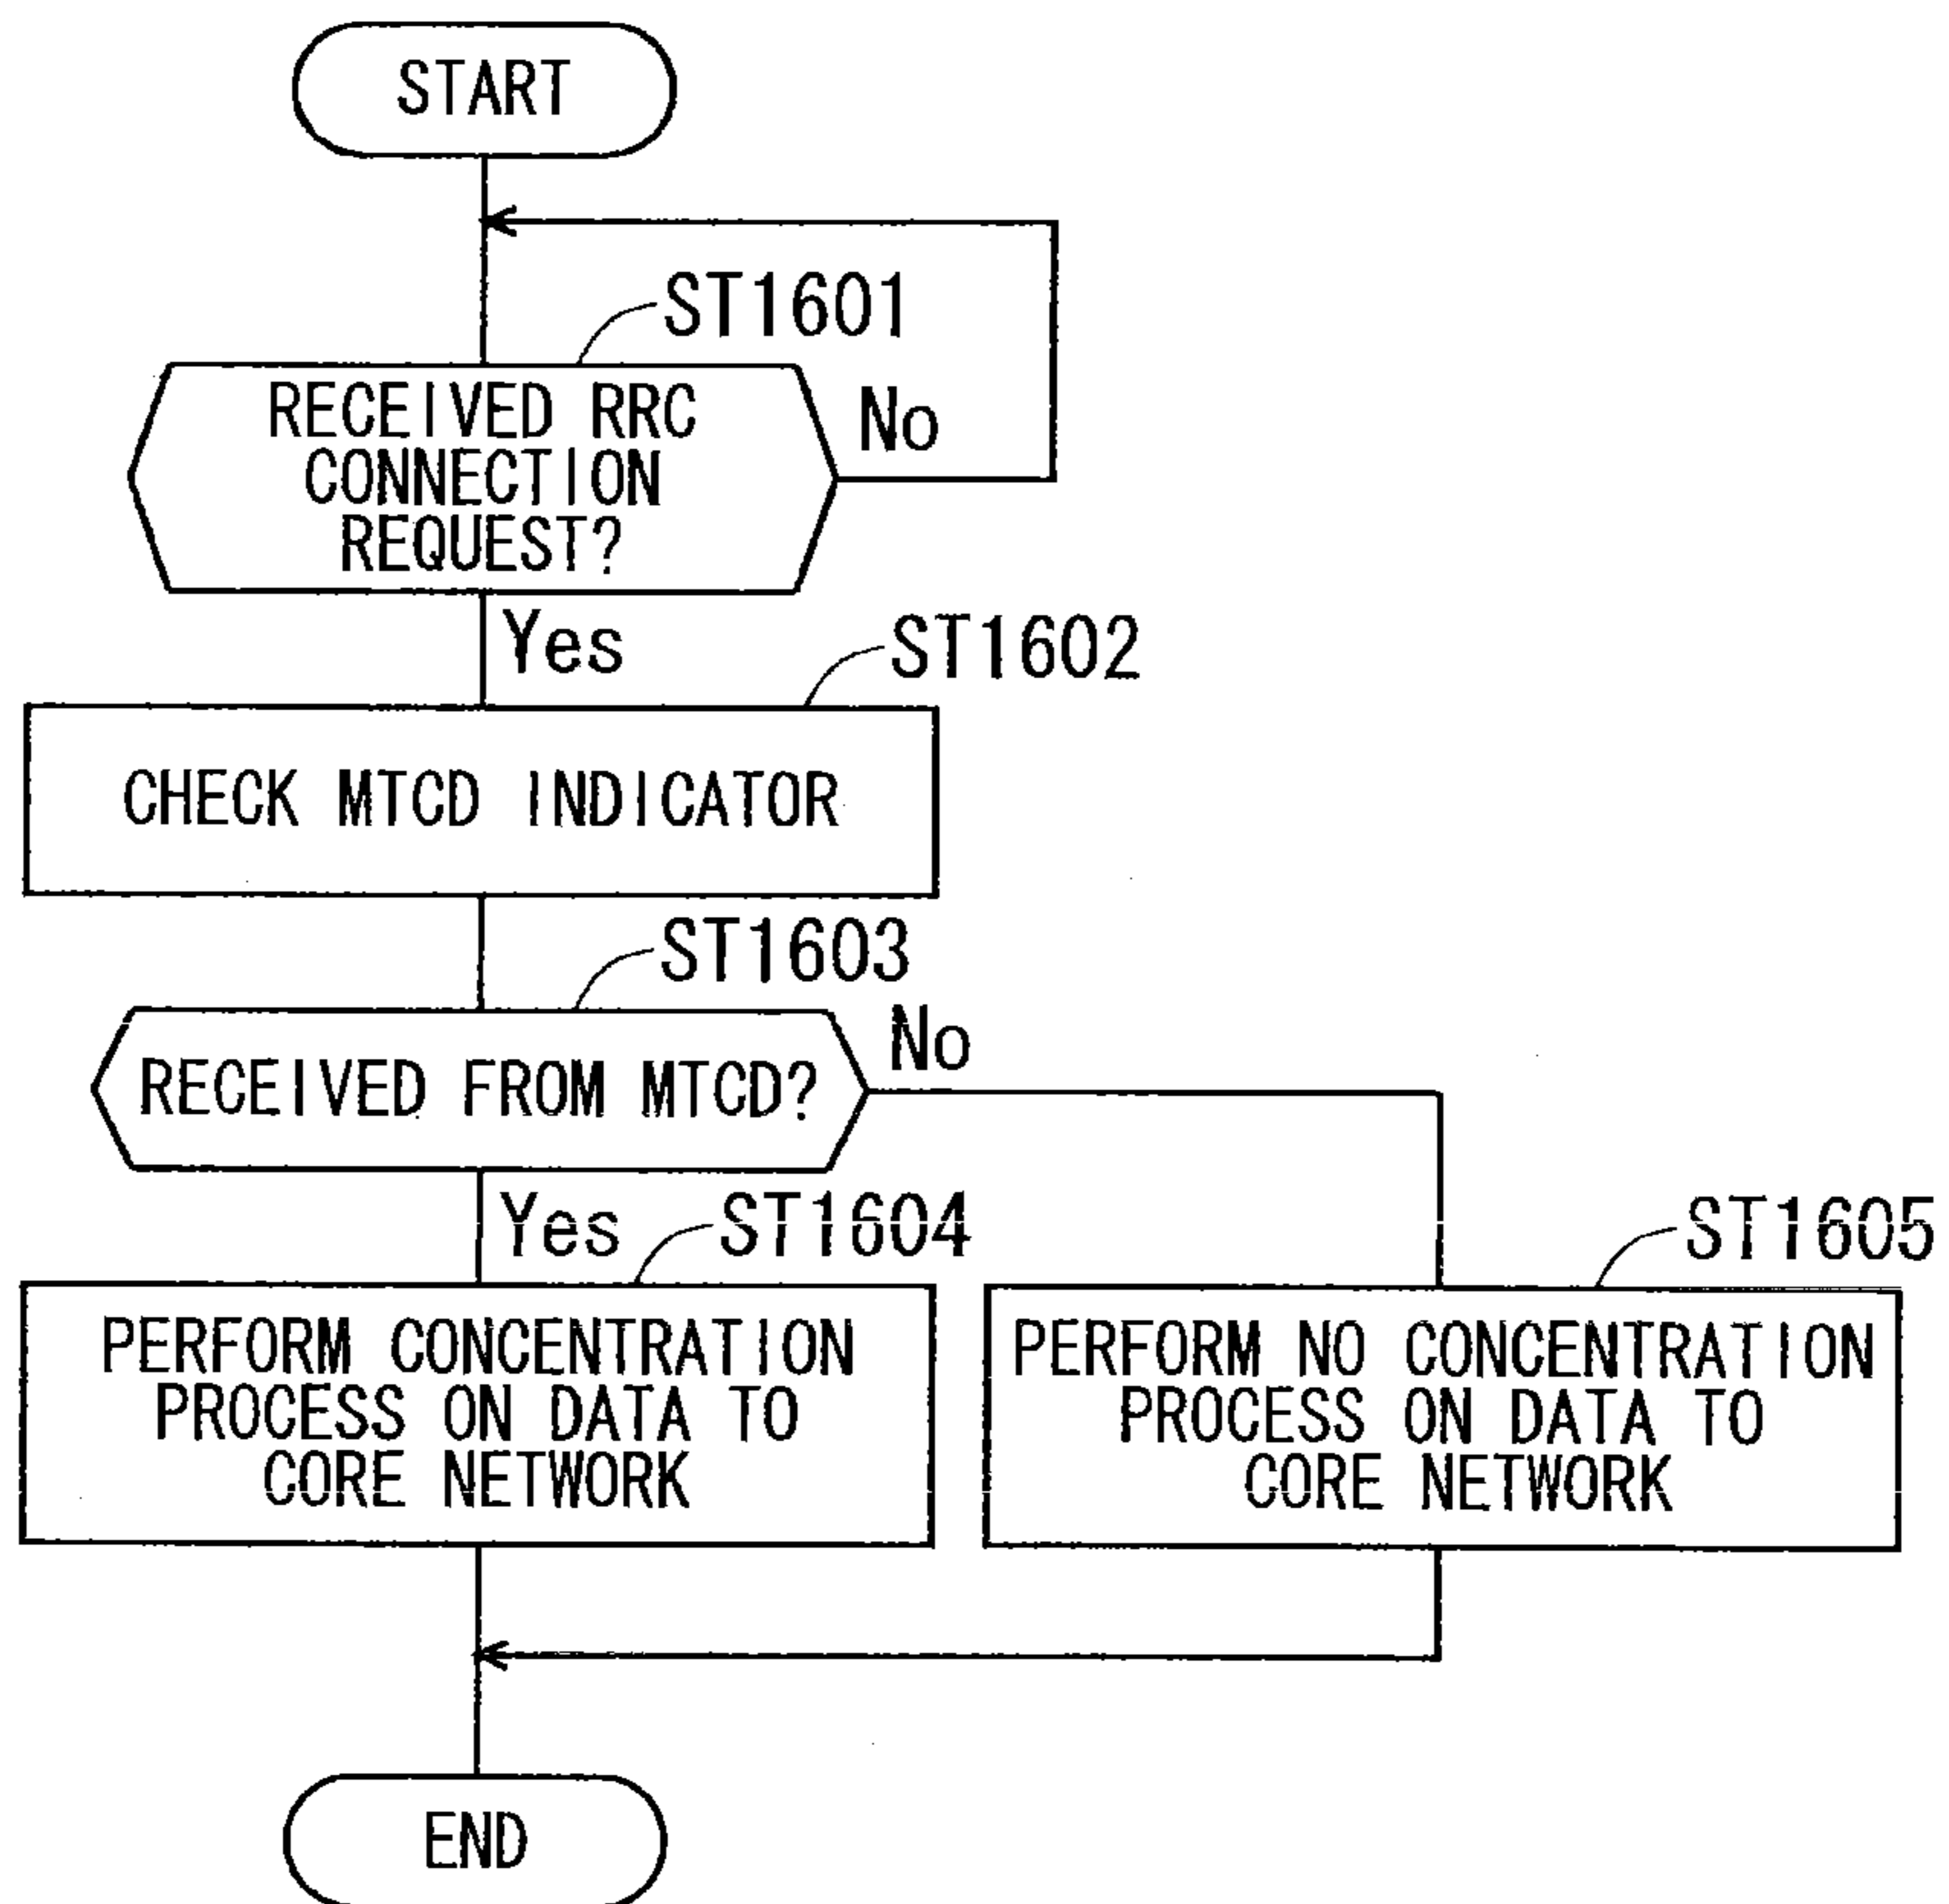 START
ST1601
RECEIVED RRC
CONNECTION
REQUEST?
No
Yes
ST1602
CHECK MTCD INDICATOR
ST1603
RECEIVED FROM MTCD?
No
Yes
ST1604
ST1605
PERFORM CONCENTRATION
PROCESS ON DATA TO
CORE NETWORK
PERFORM NO CONCENTRATION
PROCESS ON DATA TO
CORE NETWORK
END